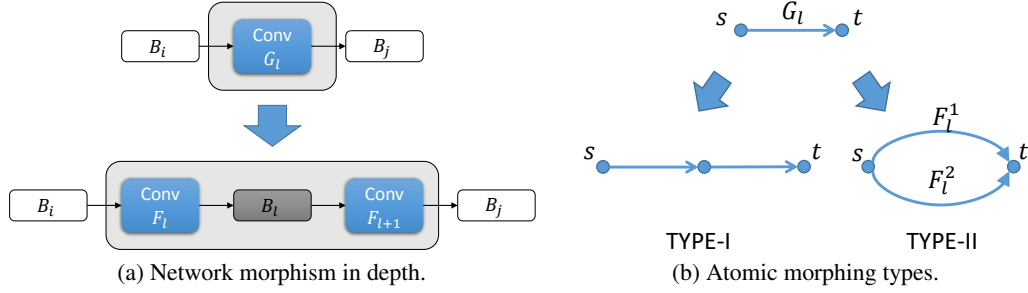 B_i
Conv
G_l
B_j
B_i
Conv
F_l
B_l
Conv
F_{l+1}
B_j
(a) Network morphism in depth.
s
G_l
t
s
t
TYPE-I
F_l^1
s
t
F_l^2
TYPE-II
(b) Atomic morphing types.